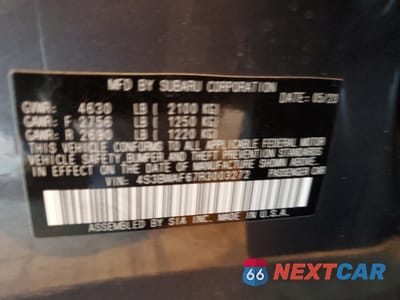 MFD BY SUBARU CORPORATION
DATE: 05/23
GVWR: 4630 LB ( 2100 KG)
GAWR: F 2756 LB ( 1250 KG)
GAWR: R 2690 LB ( 1220 KG)
THIS VEHICLE CONFORMS TO ALL APPLICABLE FEDERAL MOTOR
VEHICLE SAFETY, BUMPER, AND THEFT PREVENTION STANDARDS
IN EFFECT ON THE DATE OF MANUFACTURE SHOWN ABOVE.
VIN: PASSENGER CAR
ASSEMBLED BY SIA INC. MADE IN U.S.A.
66 NEXTCAR